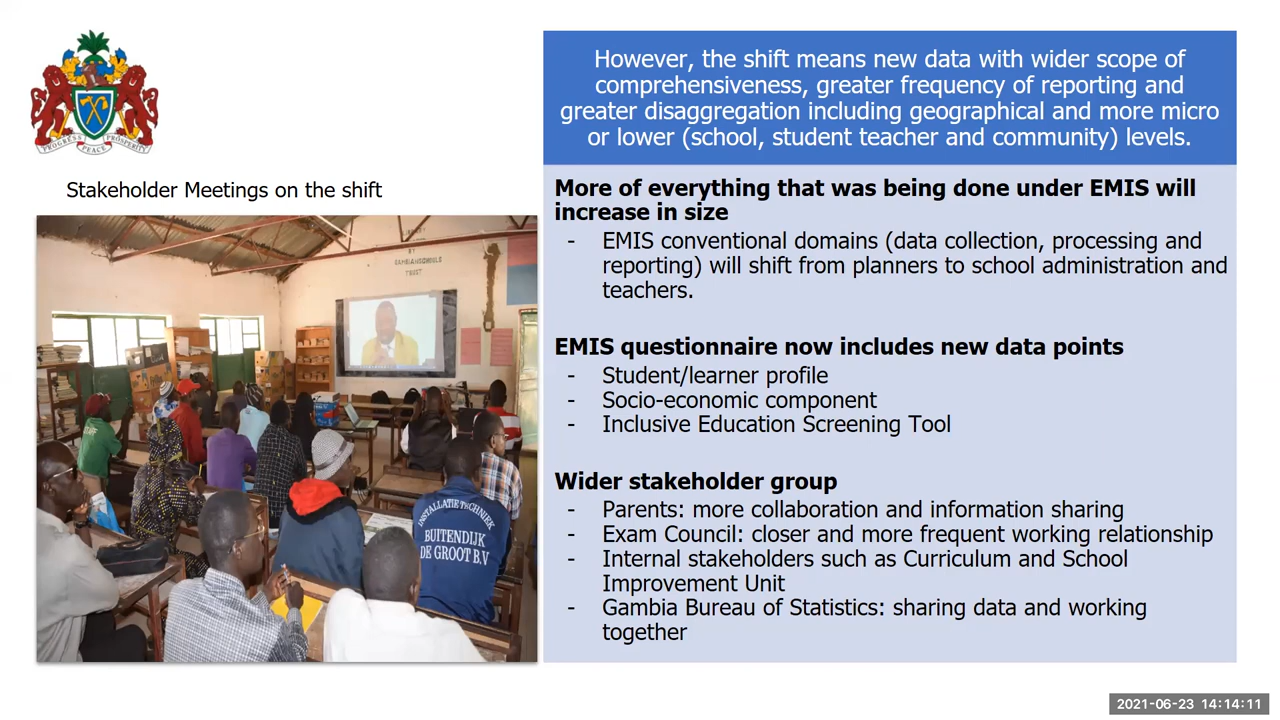 PROGRESS PEACE PROSPERITY
However, the shift means new data with wider scope of
comprehensiveness, greater frequency of reporting and
greater disaggregation including geographical and more micro
or lower (school, student teacher and community) levels.
Stakeholder Meetings on the shift
GAMBIANSCHOOLS
TRUST
INSTALLATIE TECHNIEK
BUITENDIJK
DE GROOT B.V
More of everything that was being done under EMIS will
increase in size
- EMIS conventional domains (data collection, processing and
reporting) will shift from planners to school administration and
teachers.
EMIS questionnaire now includes new data points
- Student/learner profile
- Socio-economic component
- Inclusive Education Screening Tool
Wider stakeholder group
- Parents: more collaboration and information sharing
- Exam Council: closer and more frequent working relationship
- Internal stakeholders such as Curriculum and School
Improvement Unit
- Gambia Bureau of Statistics: sharing data and working
together
2021-06-23 14:14:11